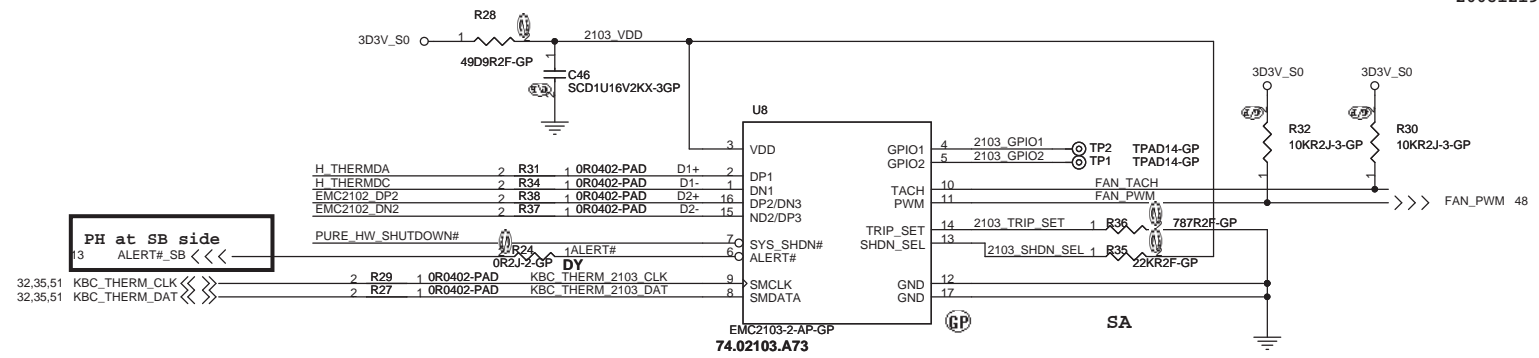 R28
3D3V_S0
1
2
2103_VDD
49D9R2F-GP
1
C46
2
SCD1U16V2KX-3GP
3D3V_S0
3D3V_S0
U8
R32
10KR2J-3-GP
R30
10KR2J-3-GP
1
1
3 VDD
GPIO1 4 2103_GPIO1 TP2 TPAD14-GP
GPIO2 5 2103_GPIO2 TP1 TPAD14-GP
H_THERMDA 2 R31 1 0R0402-PAD D1+ 2 DP1
H_THERMDC 2 R34 1 0R0402-PAD D1- 1 DN1
EMC2102_DP2 2 R38 1 0R0402-PAD D2+ 16 DP2/DN3
EMC2102_DN2 2 R37 1 0R0402-PAD D2- 15 ND2/DP3
TACH 10 FAN_TACH
PWM 11 FAN_PWM
FAN_PWM 48
TRIP_SET 14 2103_TRIP_SET 1 R36 787R2F-GP
SHDN_SEL 13 2103_SHDN_SEL 1 R35
22KR2F-GP
PH at SB side
13 ALERT#_SB
PURE_HW_SHUTDOWN# 7 SYS_SHDN#
2 R24 1 ALERT# 6 ALERT#
0R2J-2-GP DY
32,35,51 KBC_THERM_CLK 2 R29 1 0R0402-PAD KBC_THERM_2103_CLK 9 SMCLK
32,35,51 KBC_THERM_DAT 2 R27 1 0R0402-PAD KBC_THERM_2103_DAT 8 SMDATA
GND 12
GND 17
EMC2103-2-AP-GP
74.02103.A73
GP
SA